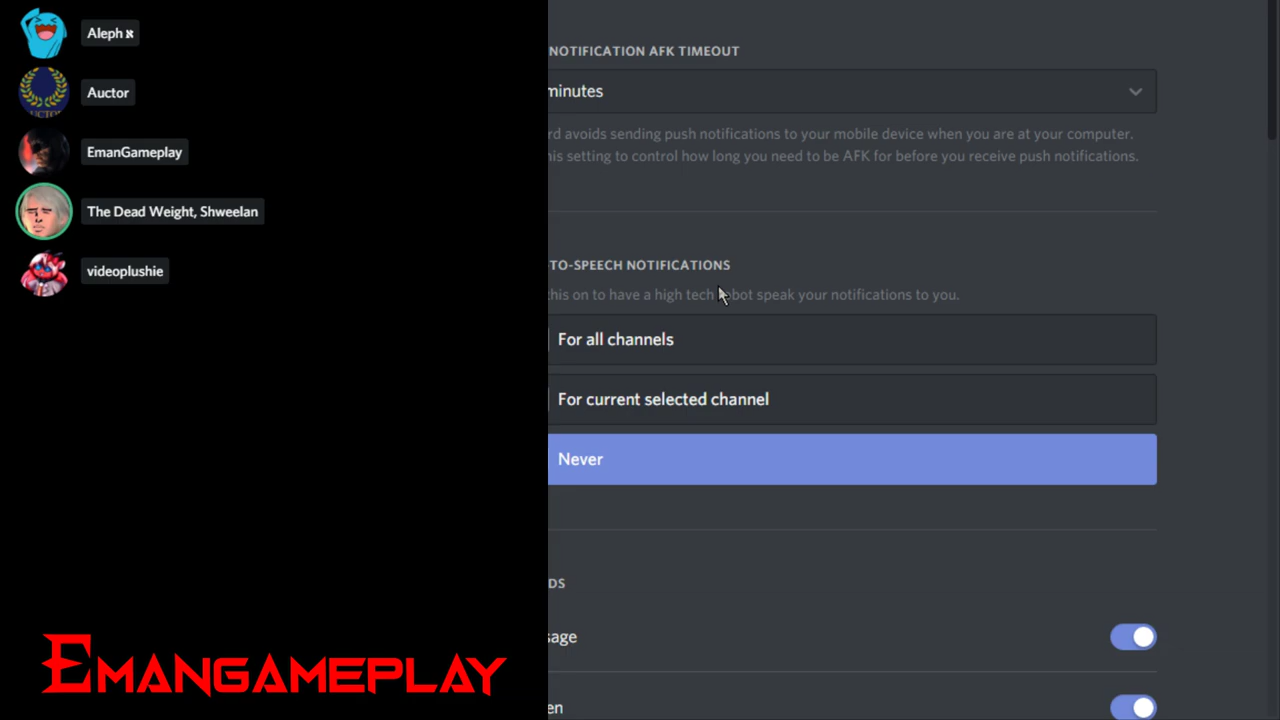 Aleph ℵ
Auctor
EmanGameplay
The Dead Weight, Shweelan
videoplushie
EMANGAMEPLAY
NOTIFICATION AFK TIMEOUT
minutes
rd avoids sending push notifications to your mobile device when you are at your computer.
his setting to control how long you need to be AFK for before you receive push notifications.
TO-SPEECH NOTIFICATIONS
this on to have a high tech robot speak your notifications to you.
For all channels
For current selected channel
Never
DS
sage
en